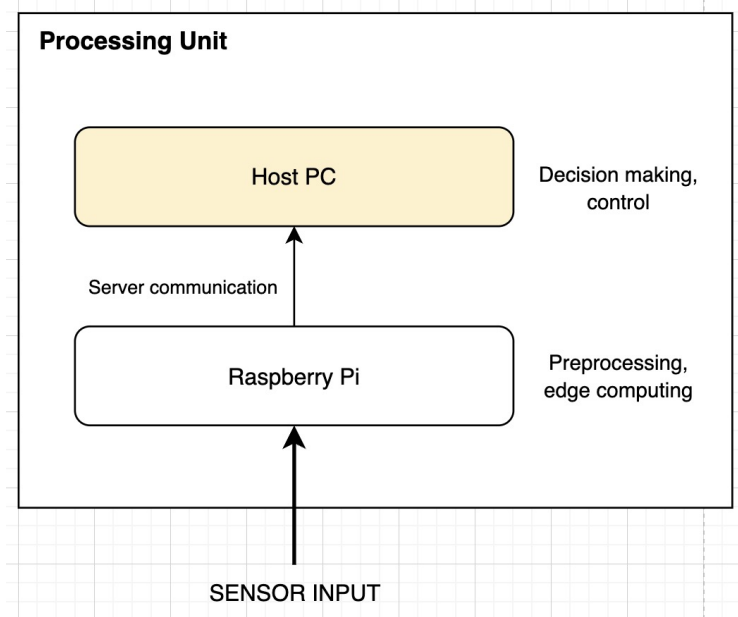 Processing Unit
Host PC
Decision making,
control
Server communication
Raspberry Pi
Preprocessing,
edge computing
SENSOR INPUT